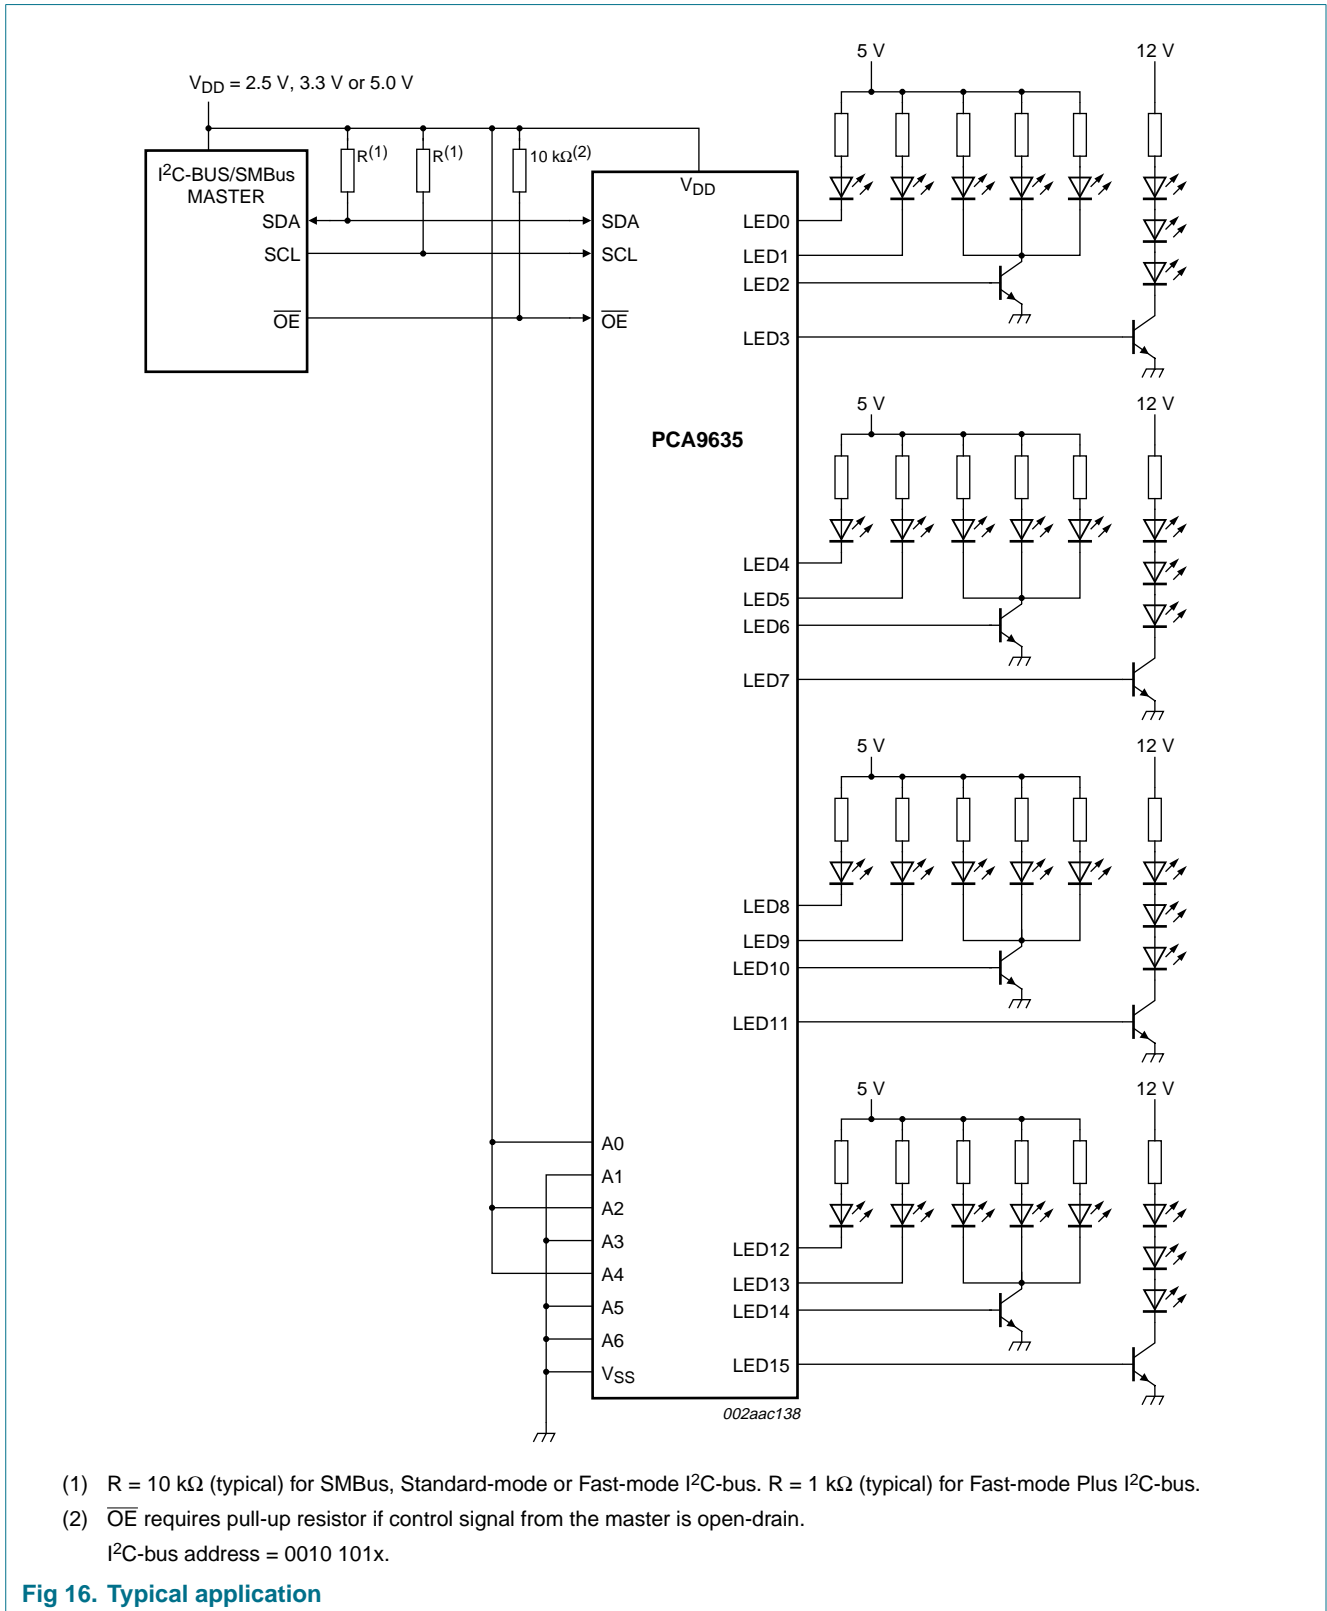 5 V
12 V
VDD = 2.5 V, 3.3 V or 5.0 V
R(1)
R(1)
10 kΩ(2)
I2C-BUS/SMBus
MASTER
SDA
SCL
OE
VDD
SDA
SCL
OE
LED0
LED1
LED2
LED3
PCA9635
5 V
12 V
LED4
LED5
LED6
LED7
5 V
12 V
LED8
LED9
LED10
LED11
5 V
12 V
A0
A1
A2
A3
A4
A5
A6
VSS
LED12
LED13
LED14
LED15
002aac138
(1) R = 10 kΩ (typical) for SMBus, Standard-mode or Fast-mode I2C-bus. R = 1 kΩ (typical) for Fast-mode Plus I2C-bus.
(2) OE requires pull-up resistor if control signal from the master is open-drain.
I2C-bus address = 0010 101x.
Fig 16. Typical application